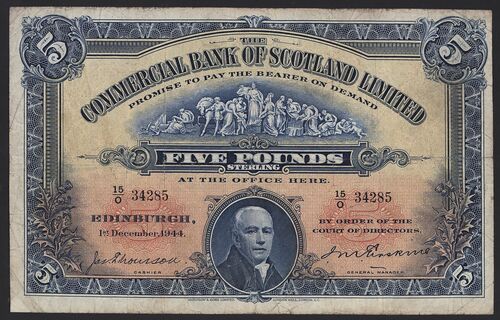 5 THE 5
COMMERCIAL BANK OF SCOTLAND LIMITED
PROMISE TO PAY THE BEARER ON DEMAND
FIVE POUNDS
STERLING
AT THE OFFICE HERE.
15/O 34285 15/O 34285
EDINBURGH, BY ORDER OF THE
1st December, 1944. COURT OF DIRECTORS,
CASHIER GENERAL MANAGER
5 5